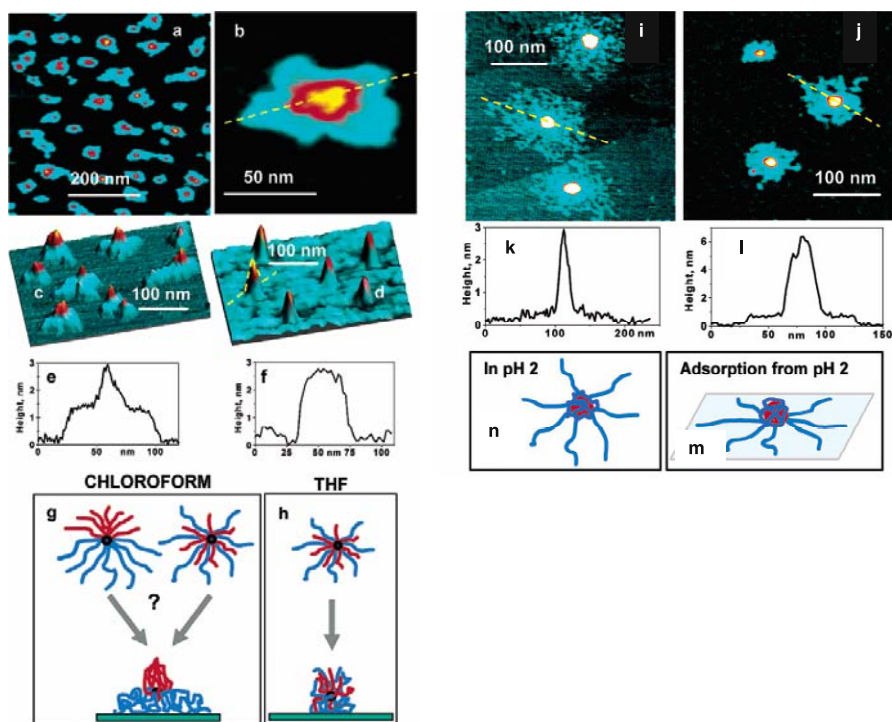 a
200 nm
b
50 nm
c
100 nm
100 nm
d
Height, nm
3
2
1
0
e
0
50
nm
100
Height, nm
3
2
1
0
f
0
25
50 nm 75
100
CHLOROFORM
g
?
THF
h
100 nm
i
j
100 nm
Height, nm
3
2
1
0
k
0
100
200 nm
Height, nm
6
4
2
0
l
0
50
nm
100
150
In pH 2
n
Adsorption from pH 2
m